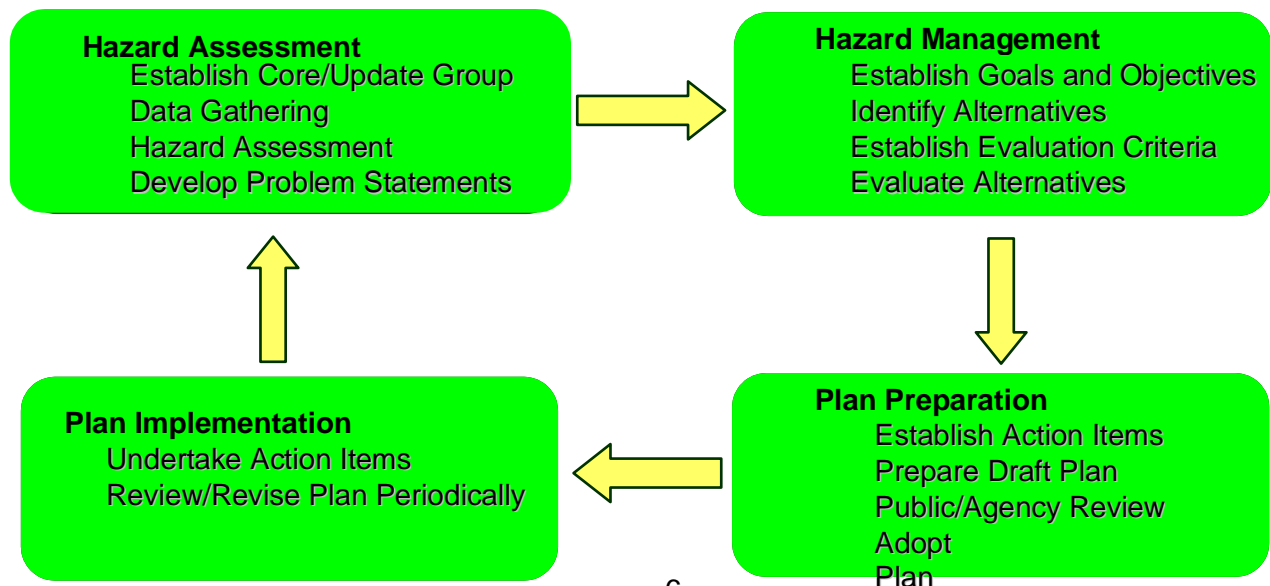 Hazard Assessment
Establish Core/Update Group
Data Gathering
Hazard Assessment
Develop Problem Statements
Hazard Management
Establish Goals and Objectives
Identify Alternatives
Establish Evaluation Criteria
Evaluate Alternatives
Plan Preparation
Establish Action Items
Prepare Draft Plan
Public/Agency Review
Adopt
Plan
Plan Implementation
Undertake Action Items
Review/Revise Plan Periodically